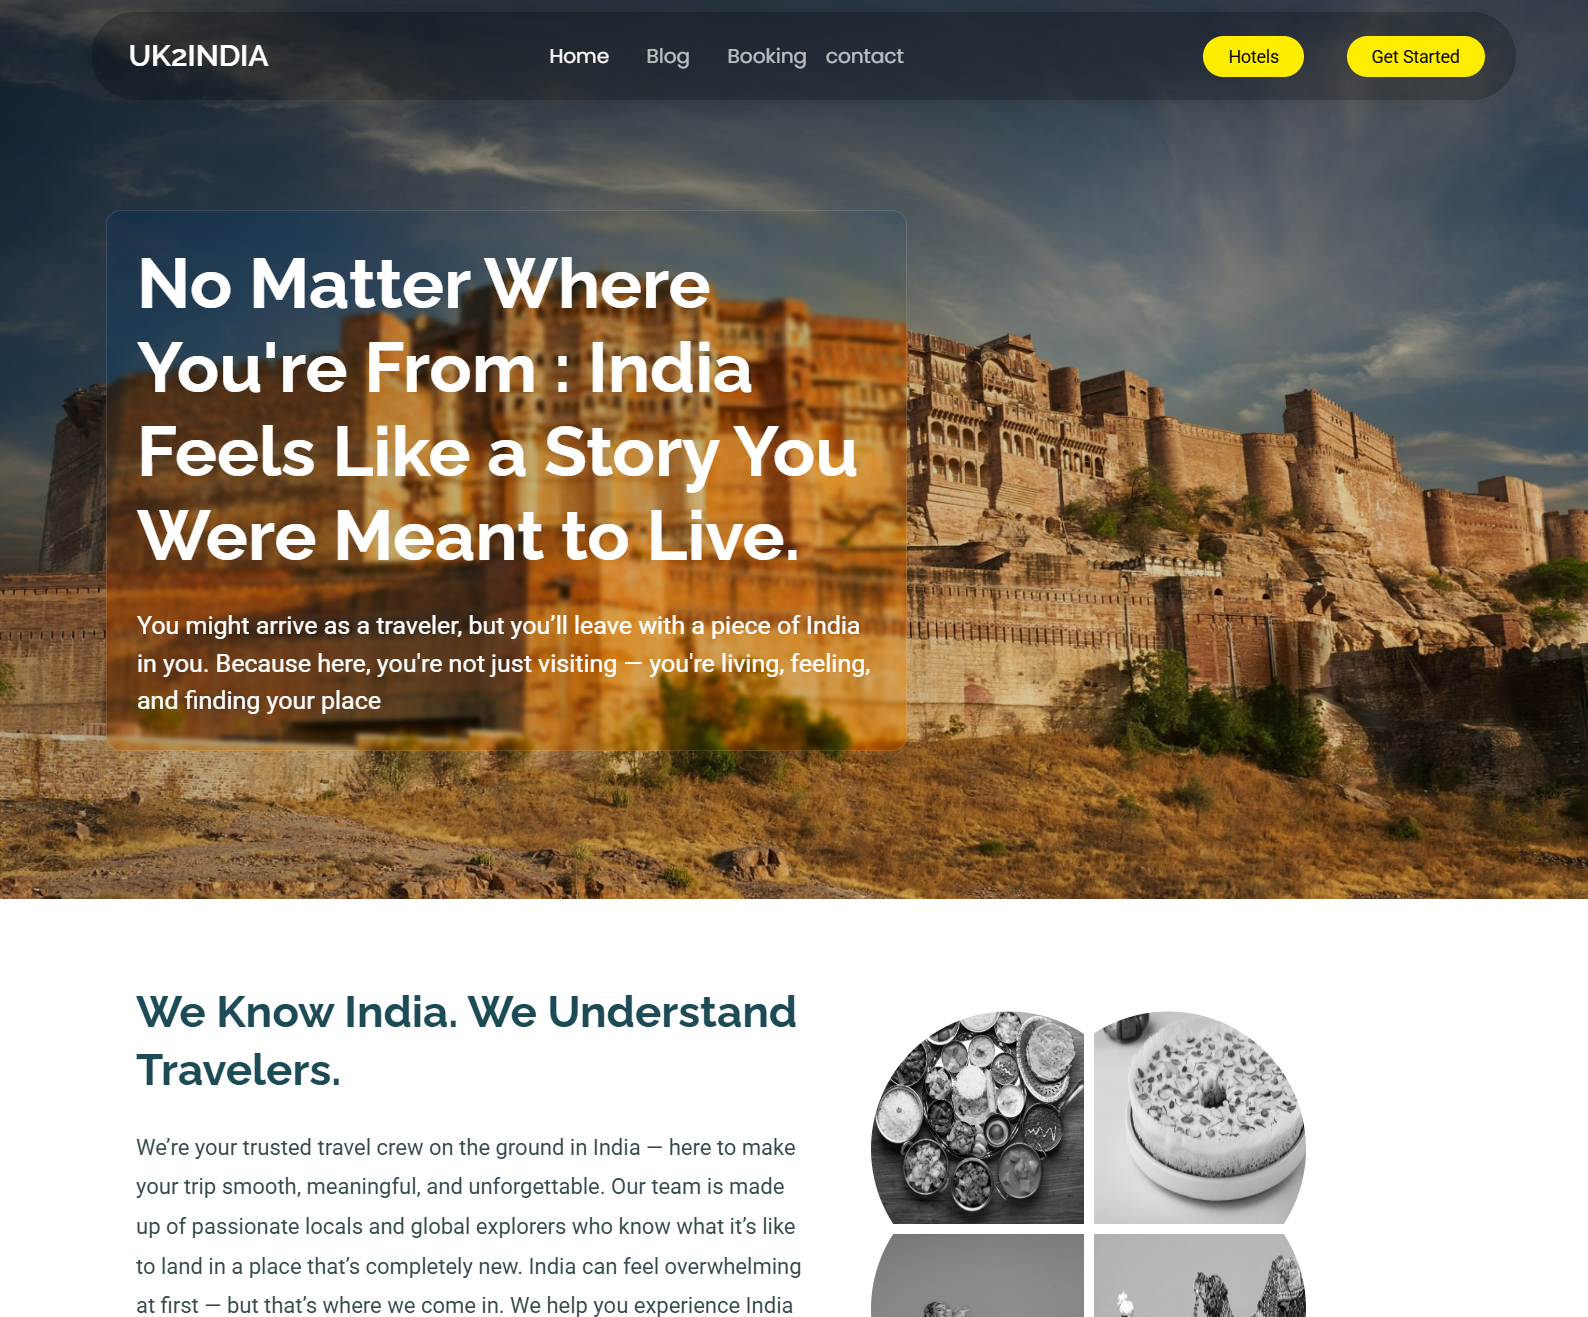 UK2INDIA
Home Blog Booking contact
Hotels Get Started
No Matter Where
You're From : India
Feels Like a Story You
Were Meant to Live.
You might arrive as a traveler, but you’ll leave with a piece of India
in you. Because here, you're not just visiting — you're living, feeling,
and finding your place
We Know India. We Understand
Travelers.
We’re your trusted travel crew on the ground in India — here to make
your trip smooth, meaningful, and unforgettable. Our team is made
up of passionate locals and global explorers who know what it’s like
to land in a place that’s completely new. India can feel overwhelming
at first — but that’s where we come in. We help you experience India